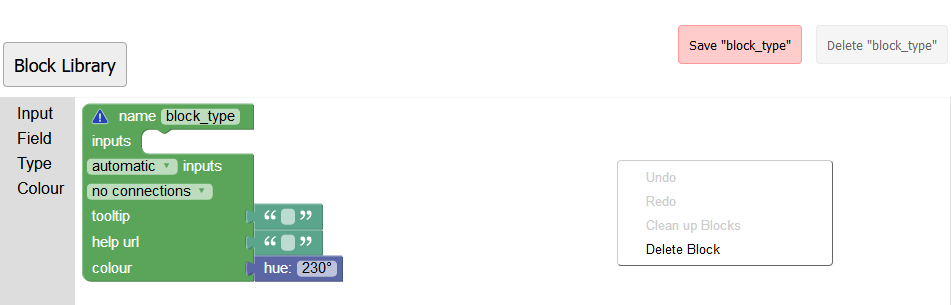 Save "block_type"
Delete "block_type"
Block Library
Input
Field
Type
Colour
name block_type
inputs
automatic ▾ inputs
no connections ▾
tooltip “ ”
help url “ ”
colour hue: 230°
Undo
Redo
Clean up Blocks
Delete Block